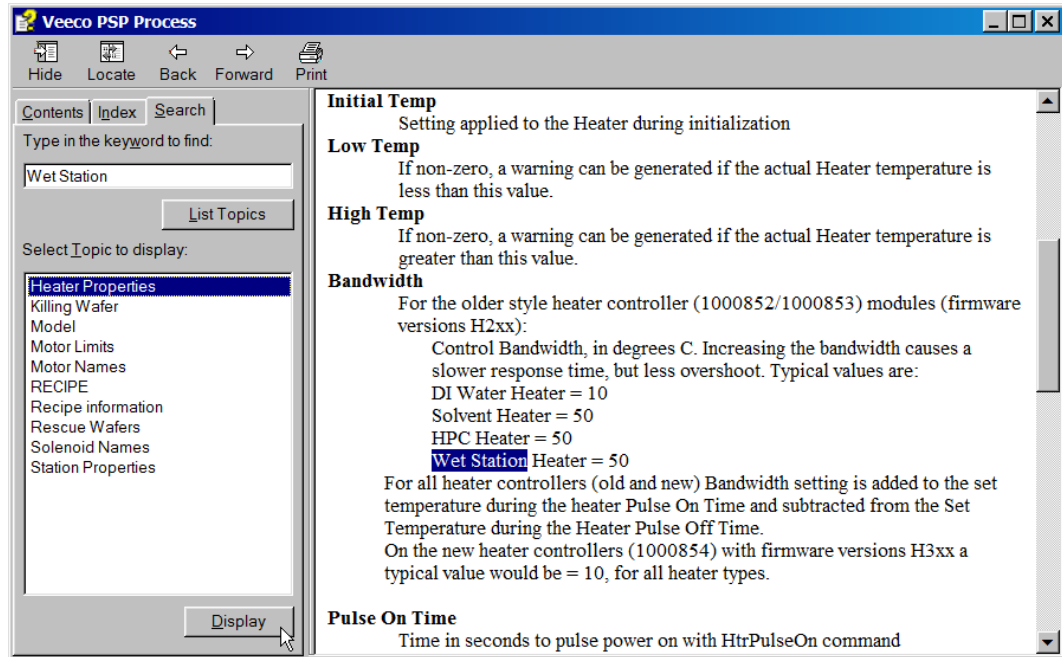 Veeco PSP Process
Hide Locate Back Forward Print
Contents Index Search
Type in the keyword to find:
Wet Station
List Topics
Select Topic to display:
Heater Properties
Killing Wafer
Model
Motor Limits
Motor Names
RECIPE
Recipe information
Rescue Wafers
Solenoid Names
Station Properties
Display
Initial Temp
Setting applied to the Heater during initialization
Low Temp
If non-zero, a warning can be generated if the actual Heater temperature is
less than this value.
High Temp
If non-zero, a warning can be generated if the actual Heater temperature is
greater than this value.
Bandwidth
For the older style heater controller (1000852/1000853) modules (firmware
versions H2xx):
Control Bandwidth, in degrees C. Increasing the bandwidth causes a
slower response time, but less overshoot. Typical values are:
DI Water Heater = 10
Solvent Heater = 50
HPC Heater = 50
Wet Station Heater = 50
For all heater controllers (old and new) Bandwidth setting is added to the set
temperature during the heater Pulse On Time and subtracted from the Set
Temperature during the Heater Pulse Off Time.
On the new heater controllers (1000854) with firmware versions H3xx a
typical value would be = 10, for all heater types.
Pulse On Time
Time in seconds to pulse power on with HtrPulseOn command